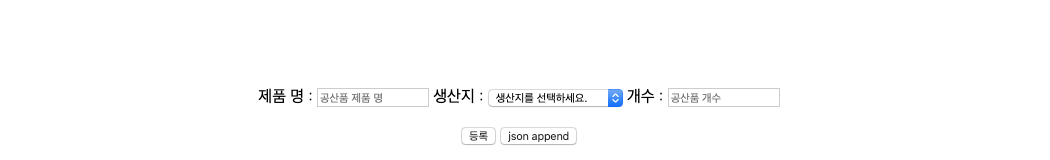 제품 명 : 공산품 제품 명 생산지 : 생산지를 선택하세요. 개수 : 공산품 개수
등록 json append